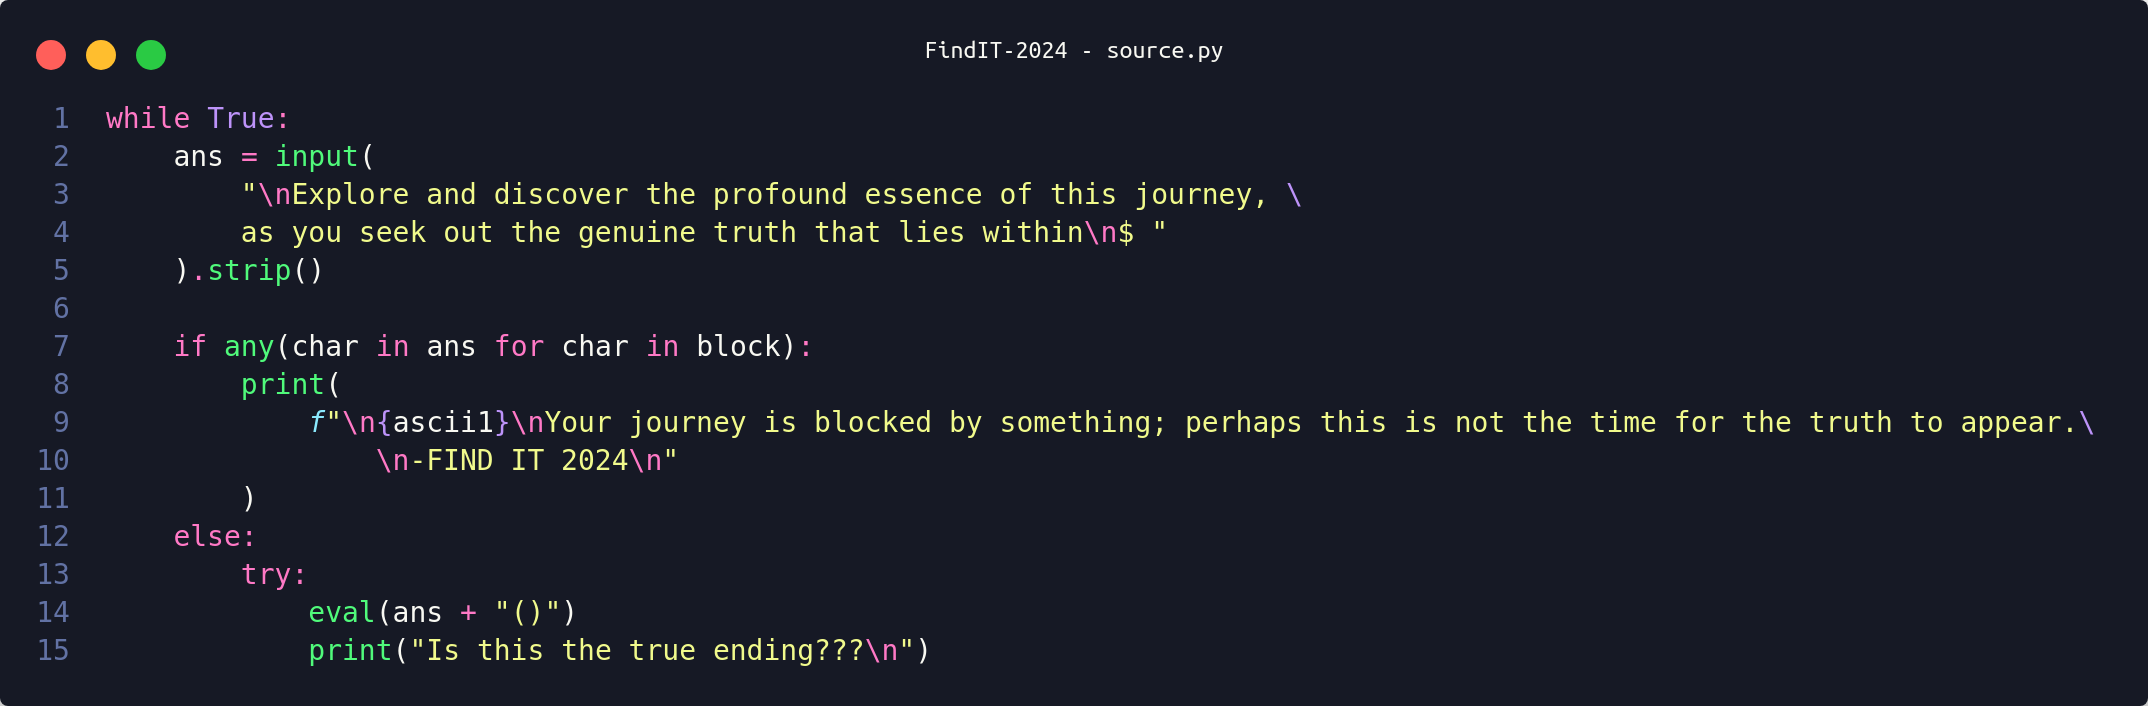 FindIT-2024 - source.py
1 while True:
2     ans = input(
3         "\nExplore and discover the profound essence of this journey, \
4         as you seek out the genuine truth that lies within\n$ "
5     ).strip()
6
7     if any(char in ans for char in block):
8         print(
9             f"\n{ascii1}\nYour journey is blocked by something; perhaps this is not the time for the truth to appear.\
10                 \n-FIND IT 2024\n"
11         )
12     else:
13         try:
14             eval(ans + "()")
15             print("Is this the true ending???\n")